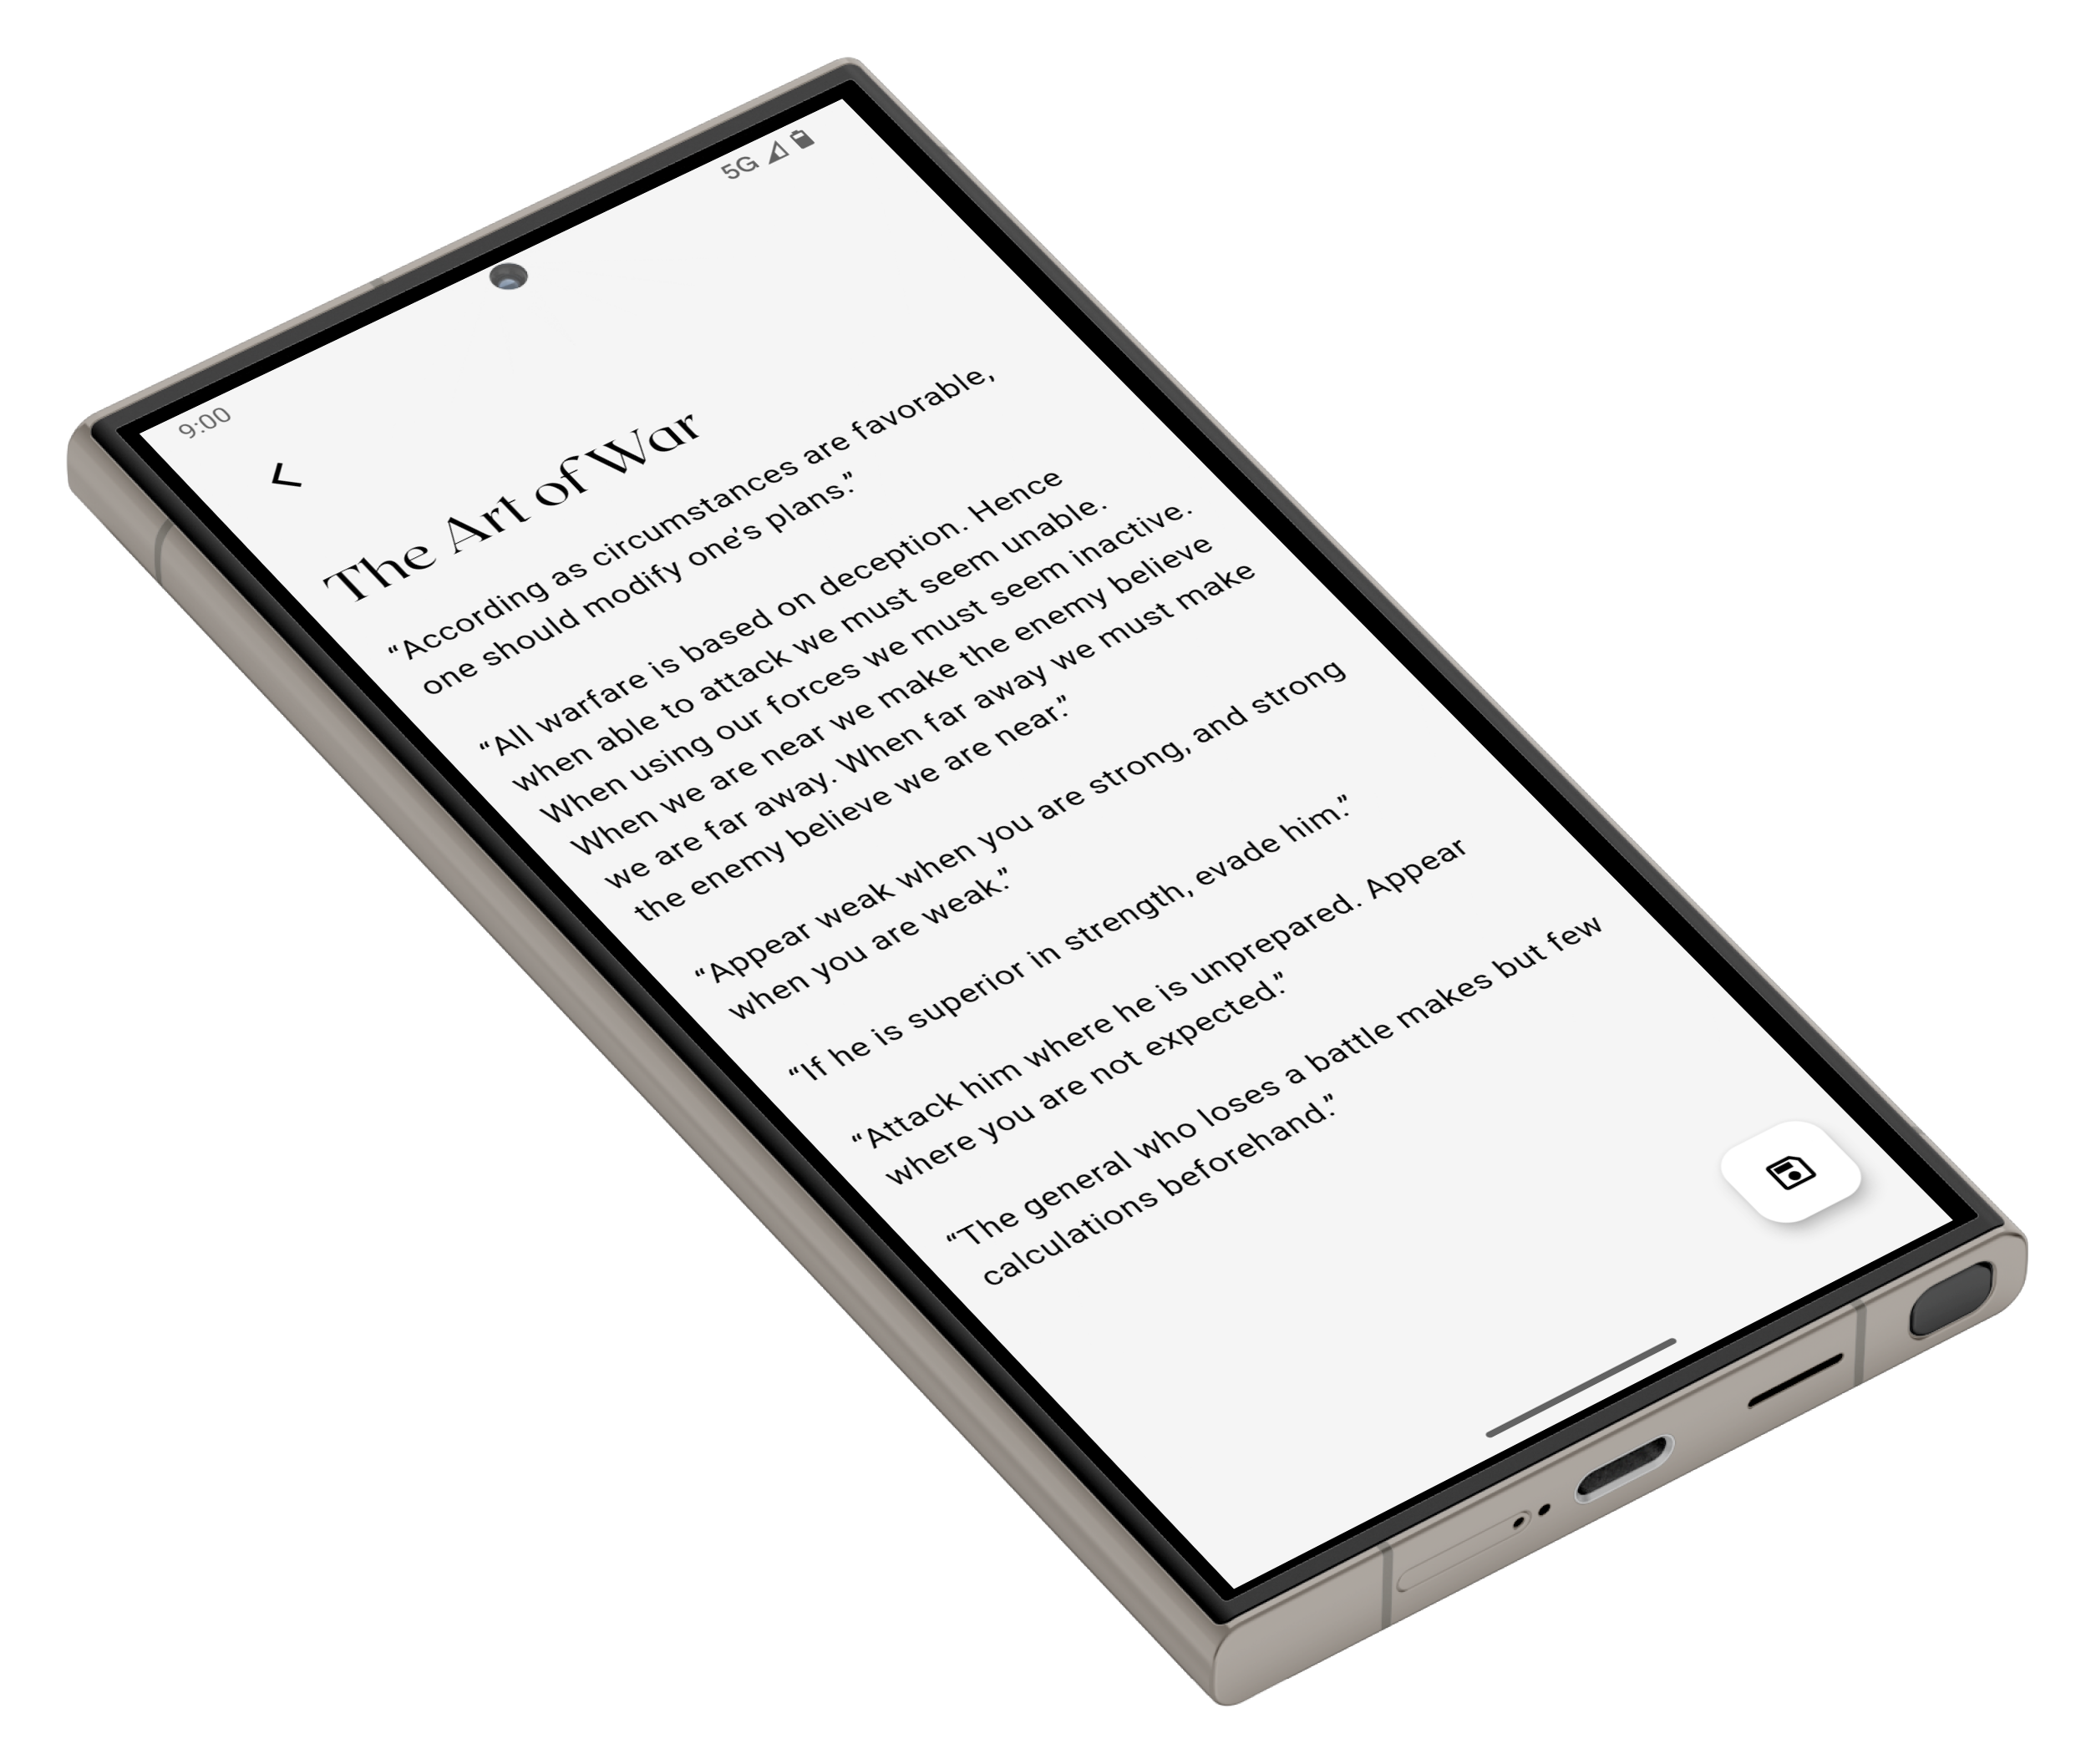 9:00
5G
The Art of War
“According as circumstances are favorable,
one should modify one’s plans.”
“All warfare is based on deception. Hence
when able to attack we must seem unable.
When using our forces we must seem inactive.
When we are near we make the enemy believe
we are far away. When far away we must make
the enemy believe we are near.”
“Appear weak when you are strong, and strong
when you are weak.”
“If he is superior in strength, evade him.”
“Attack him where he is unprepared. Appear
where you are not expected.”
“The general who loses a battle makes but few
calculations beforehand.”